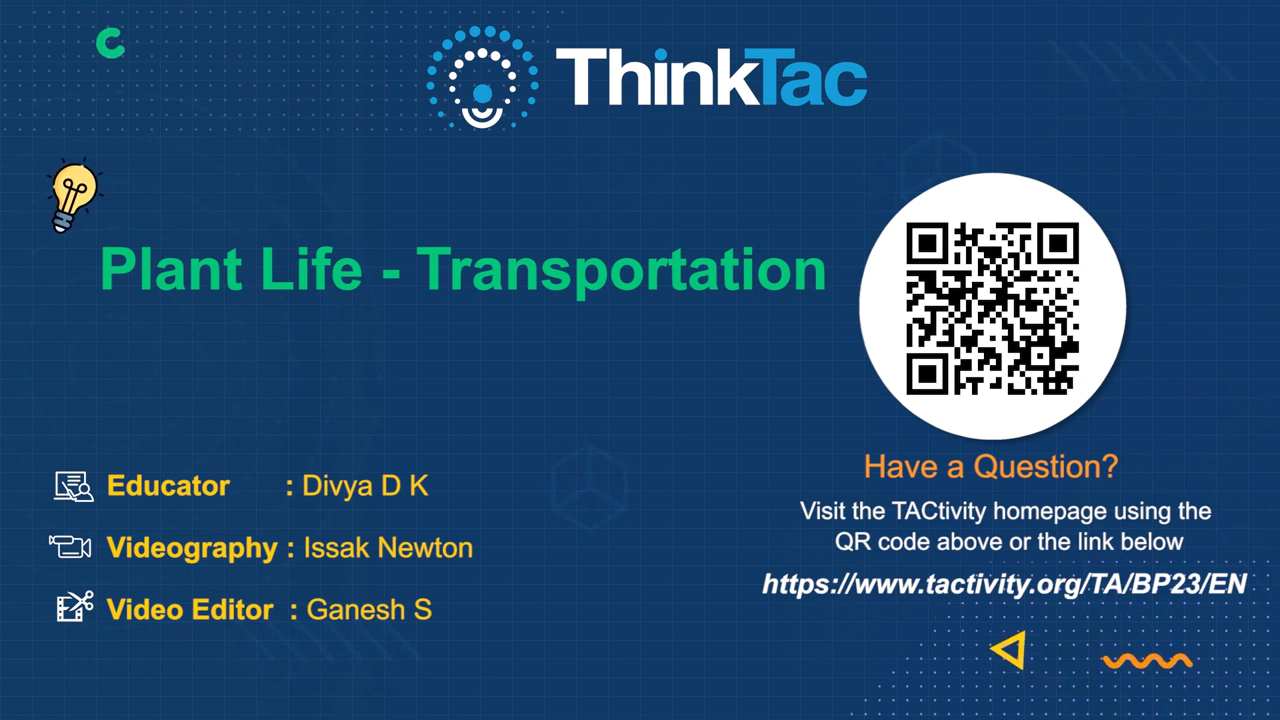 ThinkTac
Plant Life - Transportation
Educator : Divya D K
Videography : Issak Newton
Video Editor : Ganesh S
Have a Question?
Visit the TACtivity homepage using the
QR code above or the link below
https://www.tactivity.org/TA/BP23/EN